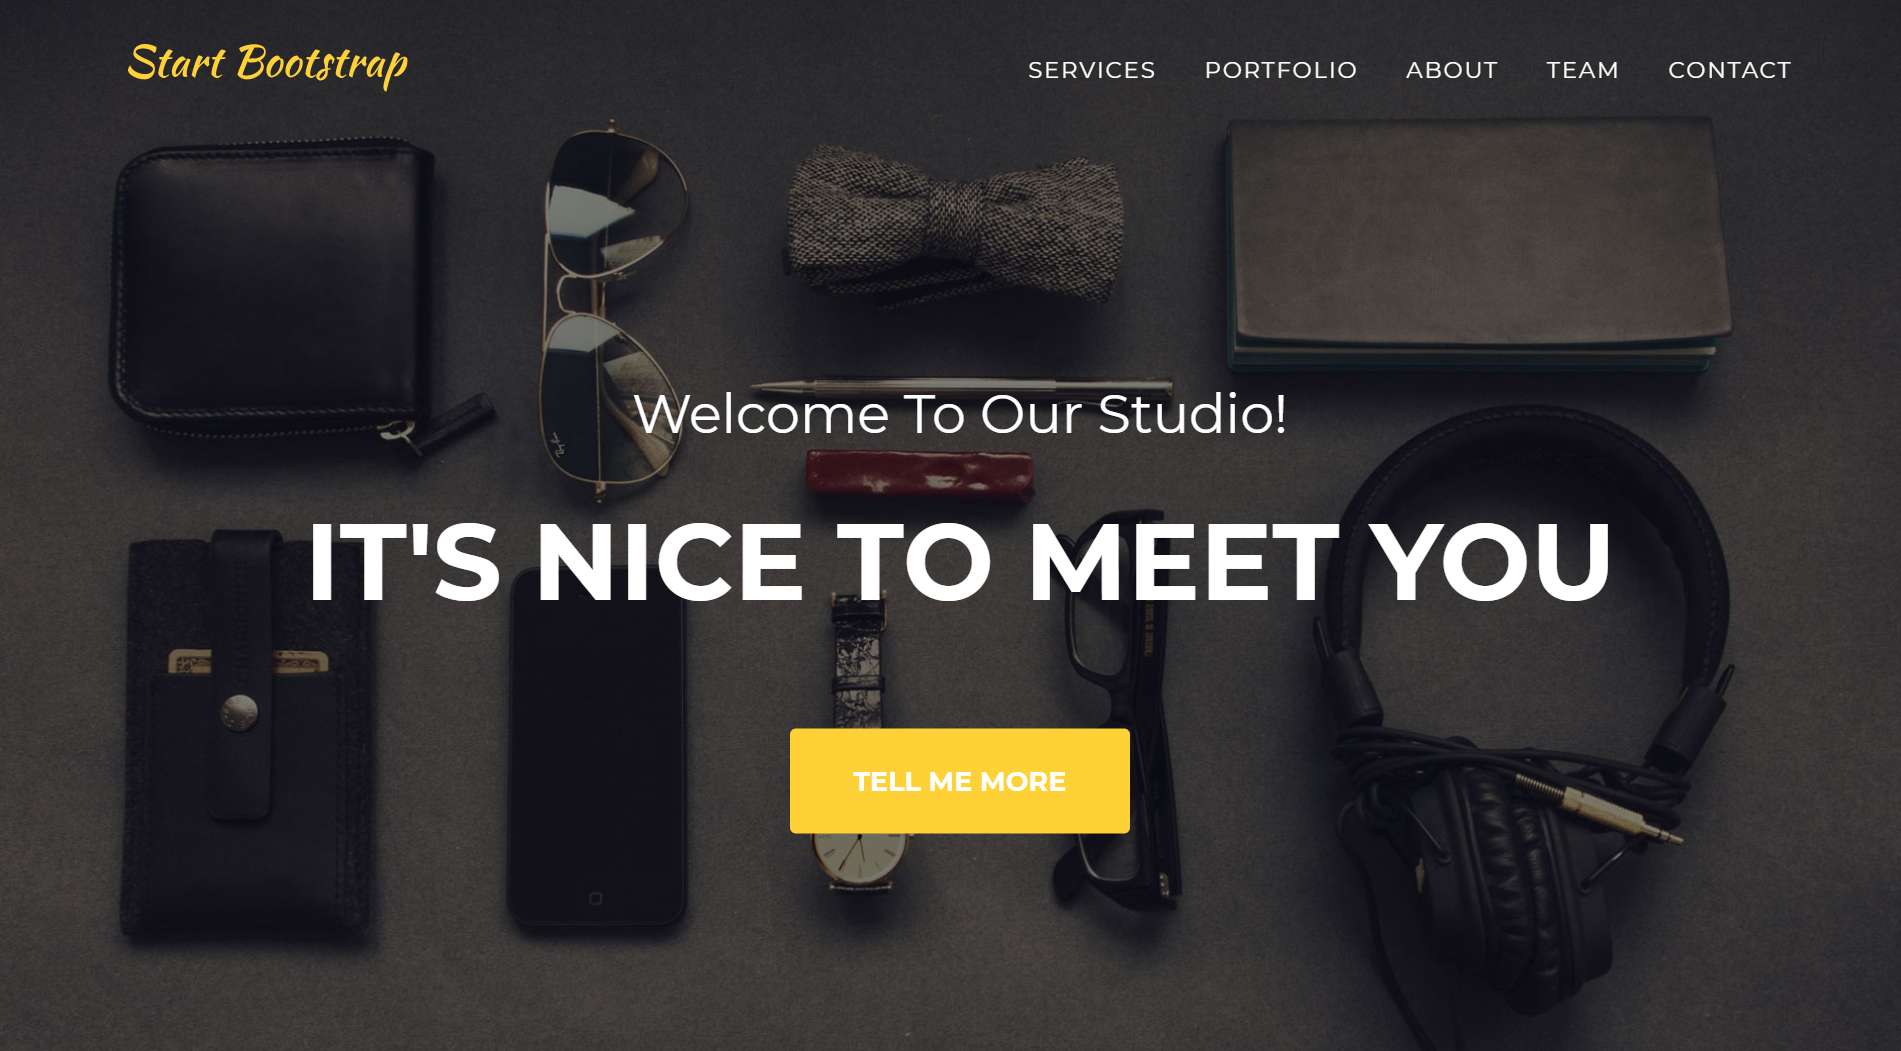 Start Bootstrap
SERVICES PORTFOLIO ABOUT TEAM CONTACT
Welcome To Our Studio!
IT'S NICE TO MEET YOU
TELL ME MORE